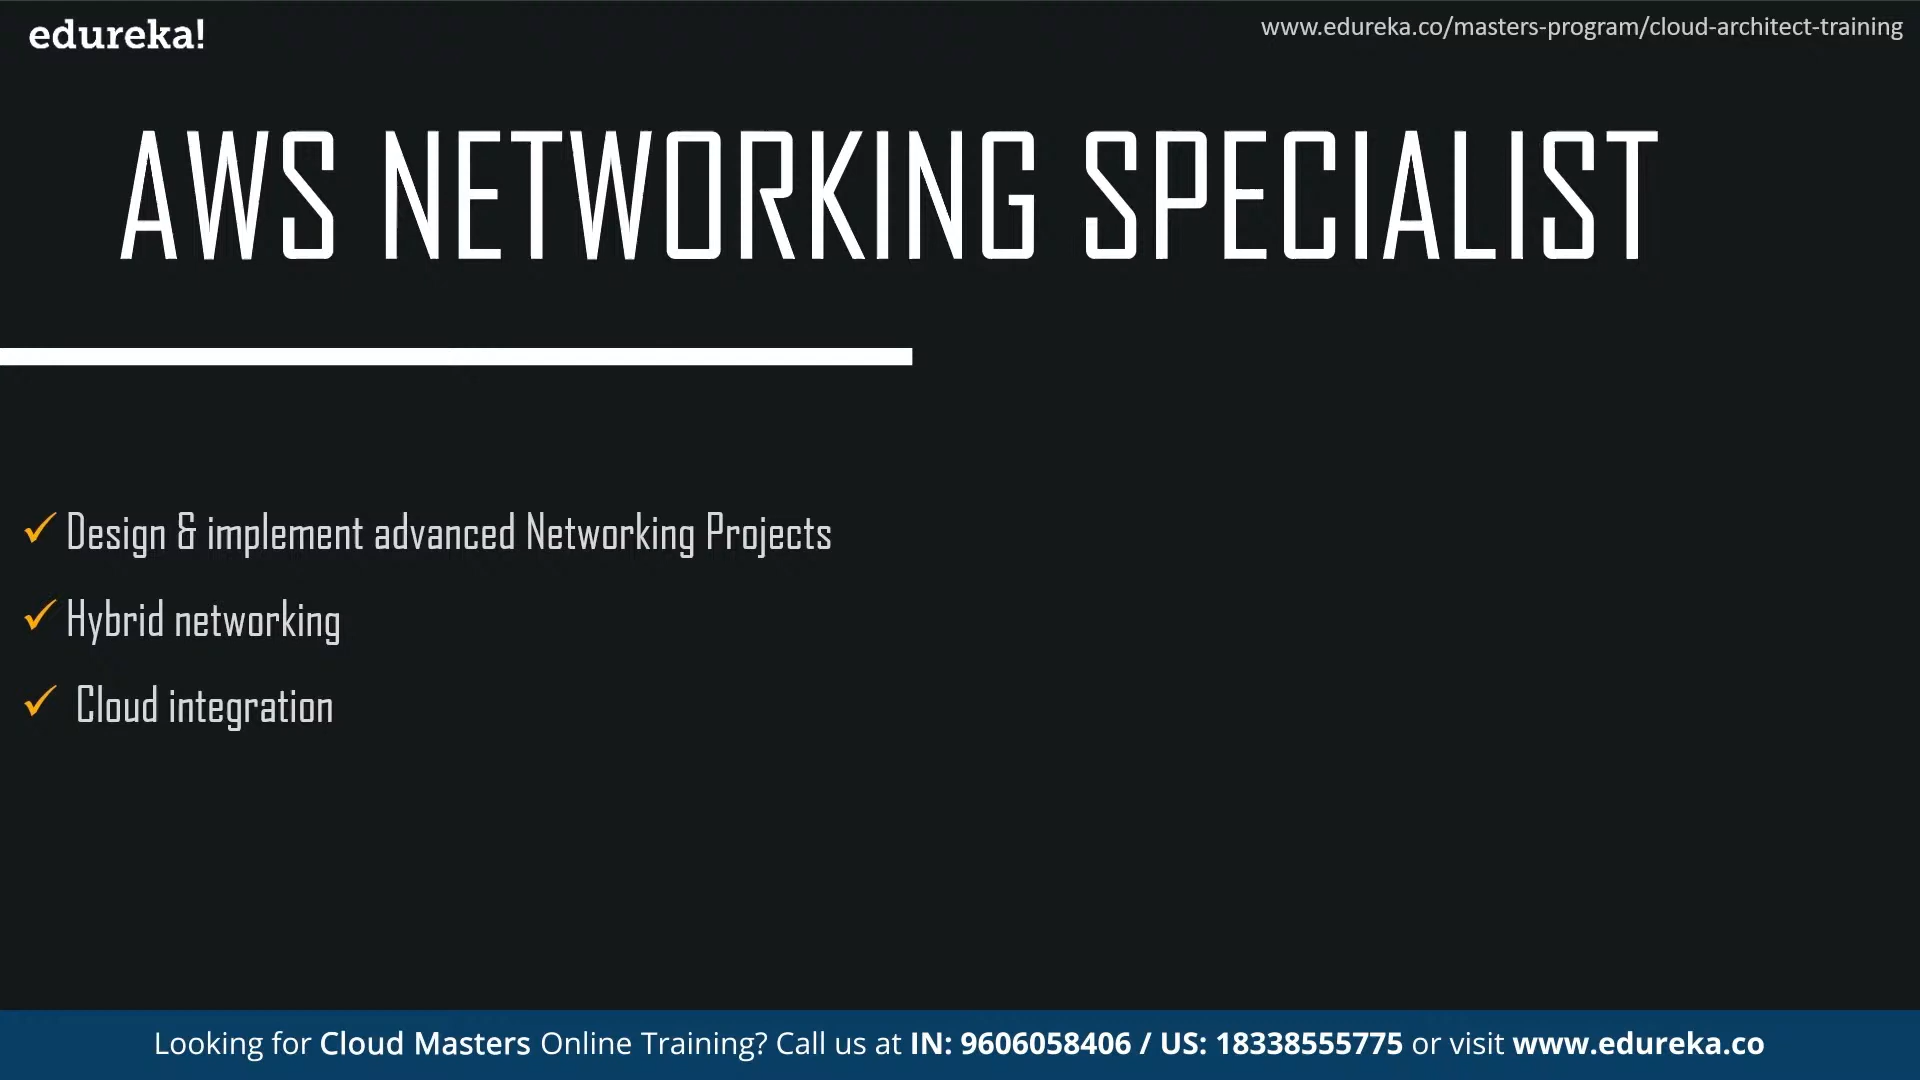 edureka!
www.edureka.co/masters-program/cloud-architect-training
AWS NETWORKING SPECIALIST
Design & implement advanced Networking Projects
Hybrid networking
Cloud integration
Looking for Cloud Masters Online Training? Call us at IN: 9606058406 / US: 18338555775 or visit www.edureka.co